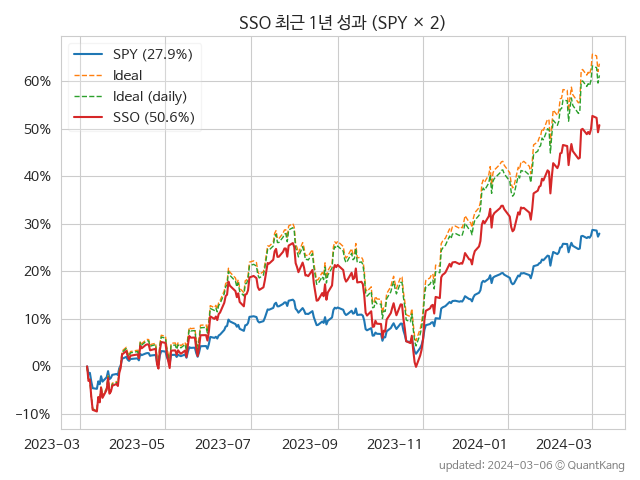 SSO 최근 1년 성과 (SPY × 2)
SPY (27.9%)
Ideal
Ideal (daily)
SSO (50.6%)
60%
50%
40%
30%
20%
10%
0%
−10%
2023−03 2023−05 2023−07 2023−09 2023−11 2024−01 2024−03
updated: 2024-03-06 © QuantKang